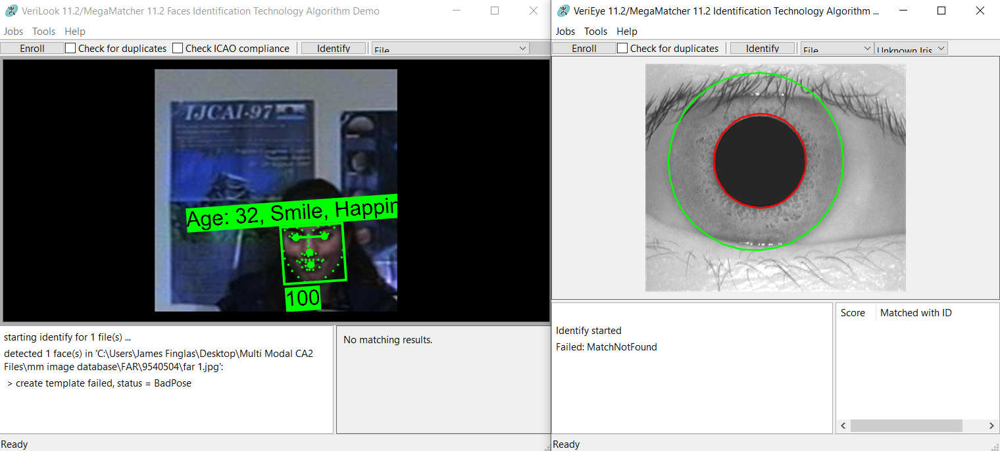 VeriLook 11.2/MegaMatcher 11.2 Faces Identification Technology Algorithm Demo
Jobs Tools Help
Enroll Check for duplicates Check ICAO compliance Identify File
IJCAI-97
Age: 32, Smile, Happin
100
starting identify for 1 file(s) ...
detected 1 face(s) in 'C:\Users\James Finglas\Desktop\Multi Modal CA2
Files\mm image database\FAR\9540504\far 1.jpg':
> create template failed, status = BadPose
No matching results.
Ready
VeriEye 11.2/MegaMatcher 11.2 Identification Technology Algorithm ...
Jobs Tools Help
Enroll Check for duplicates Identify File Unknown Iris
Identify started
Failed: MatchNotFound
Score Matched with ID
Ready